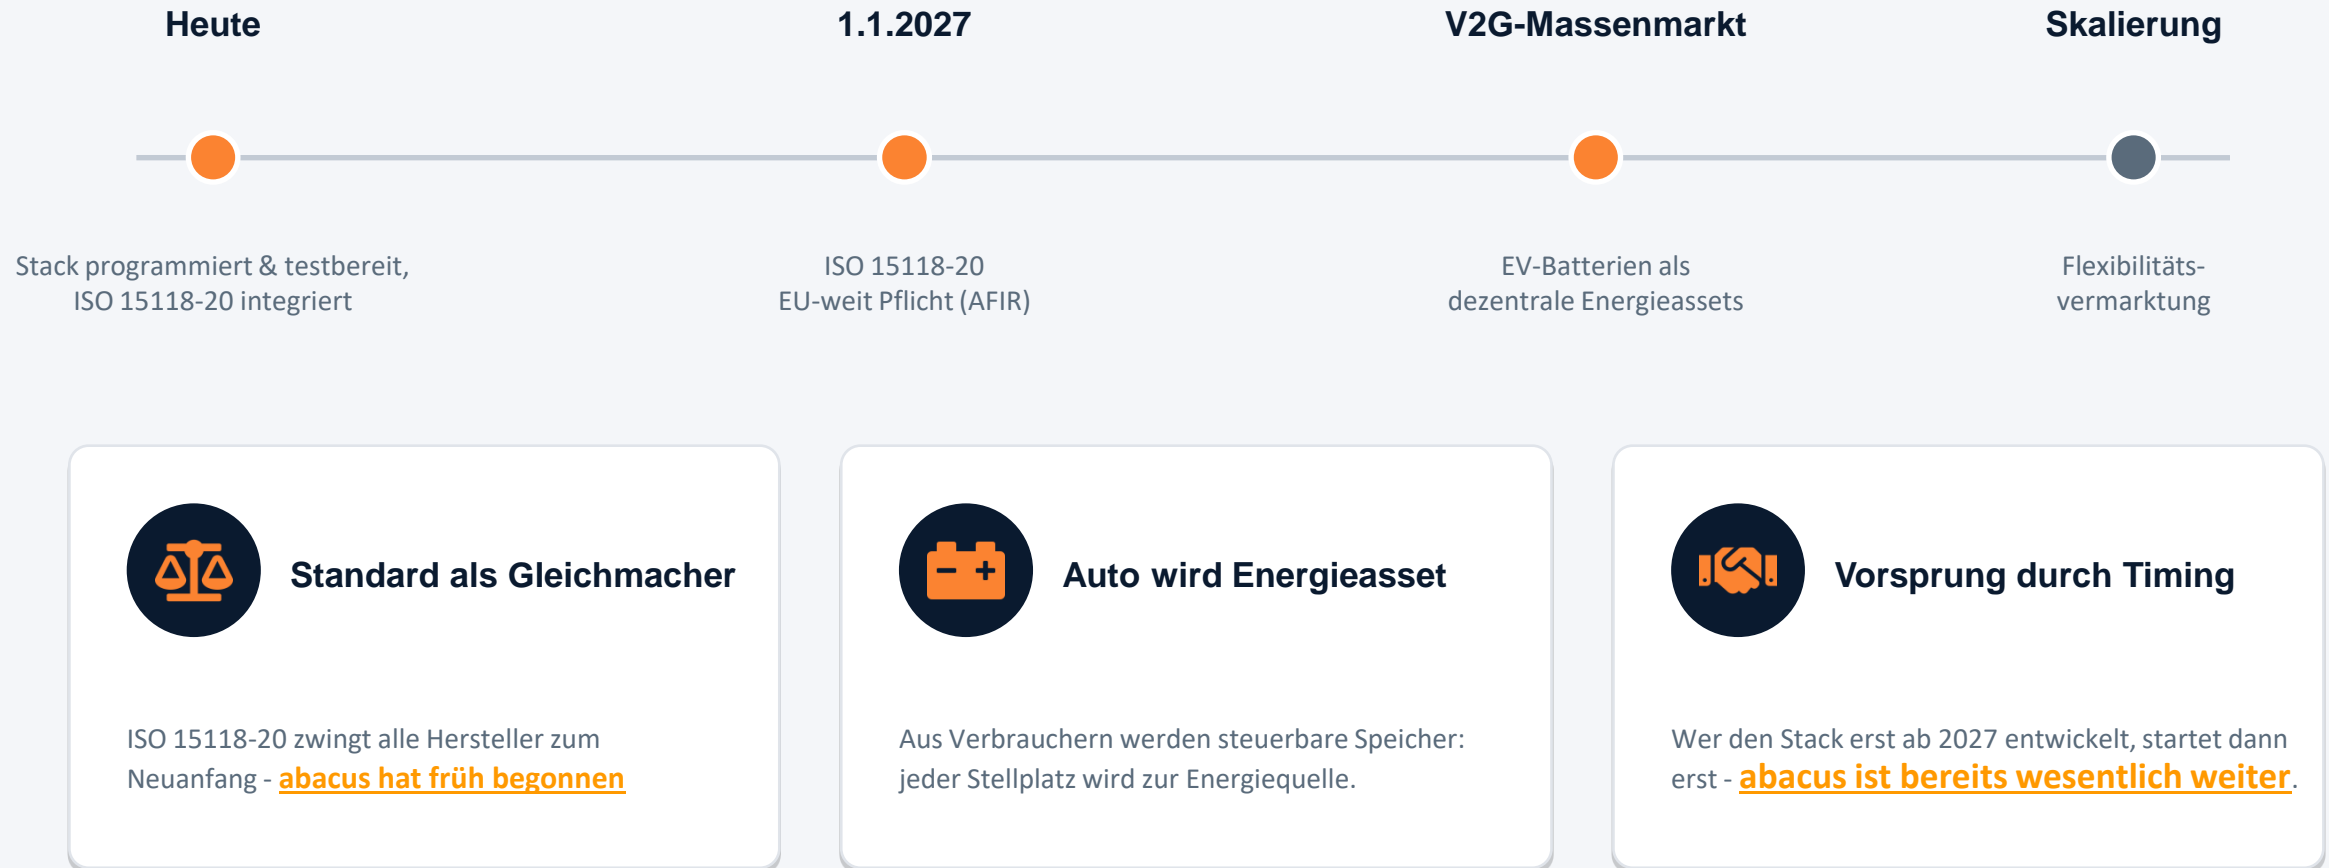 Heute
1.1.2027
V2G-Massenmarkt
Skalierung
Stack programmiert & testbereit,
ISO 15118-20 integriert
ISO 15118-20
EU-weit Pflicht (AFIR)
EV-Batterien als
dezentrale Energieassets
Flexibilitäts-
vermarktung
Standard als Gleichmacher
ISO 15118-20 zwingt alle Hersteller zum
Neuanfang - abacus hat früh begonnen
Auto wird Energieasset
Aus Verbrauchern werden steuerbare Speicher:
jeder Stellplatz wird zur Energiequelle.
Vorsprung durch Timing
Wer den Stack erst ab 2027 entwickelt, startet dann
erst - abacus ist bereits wesentlich weiter.